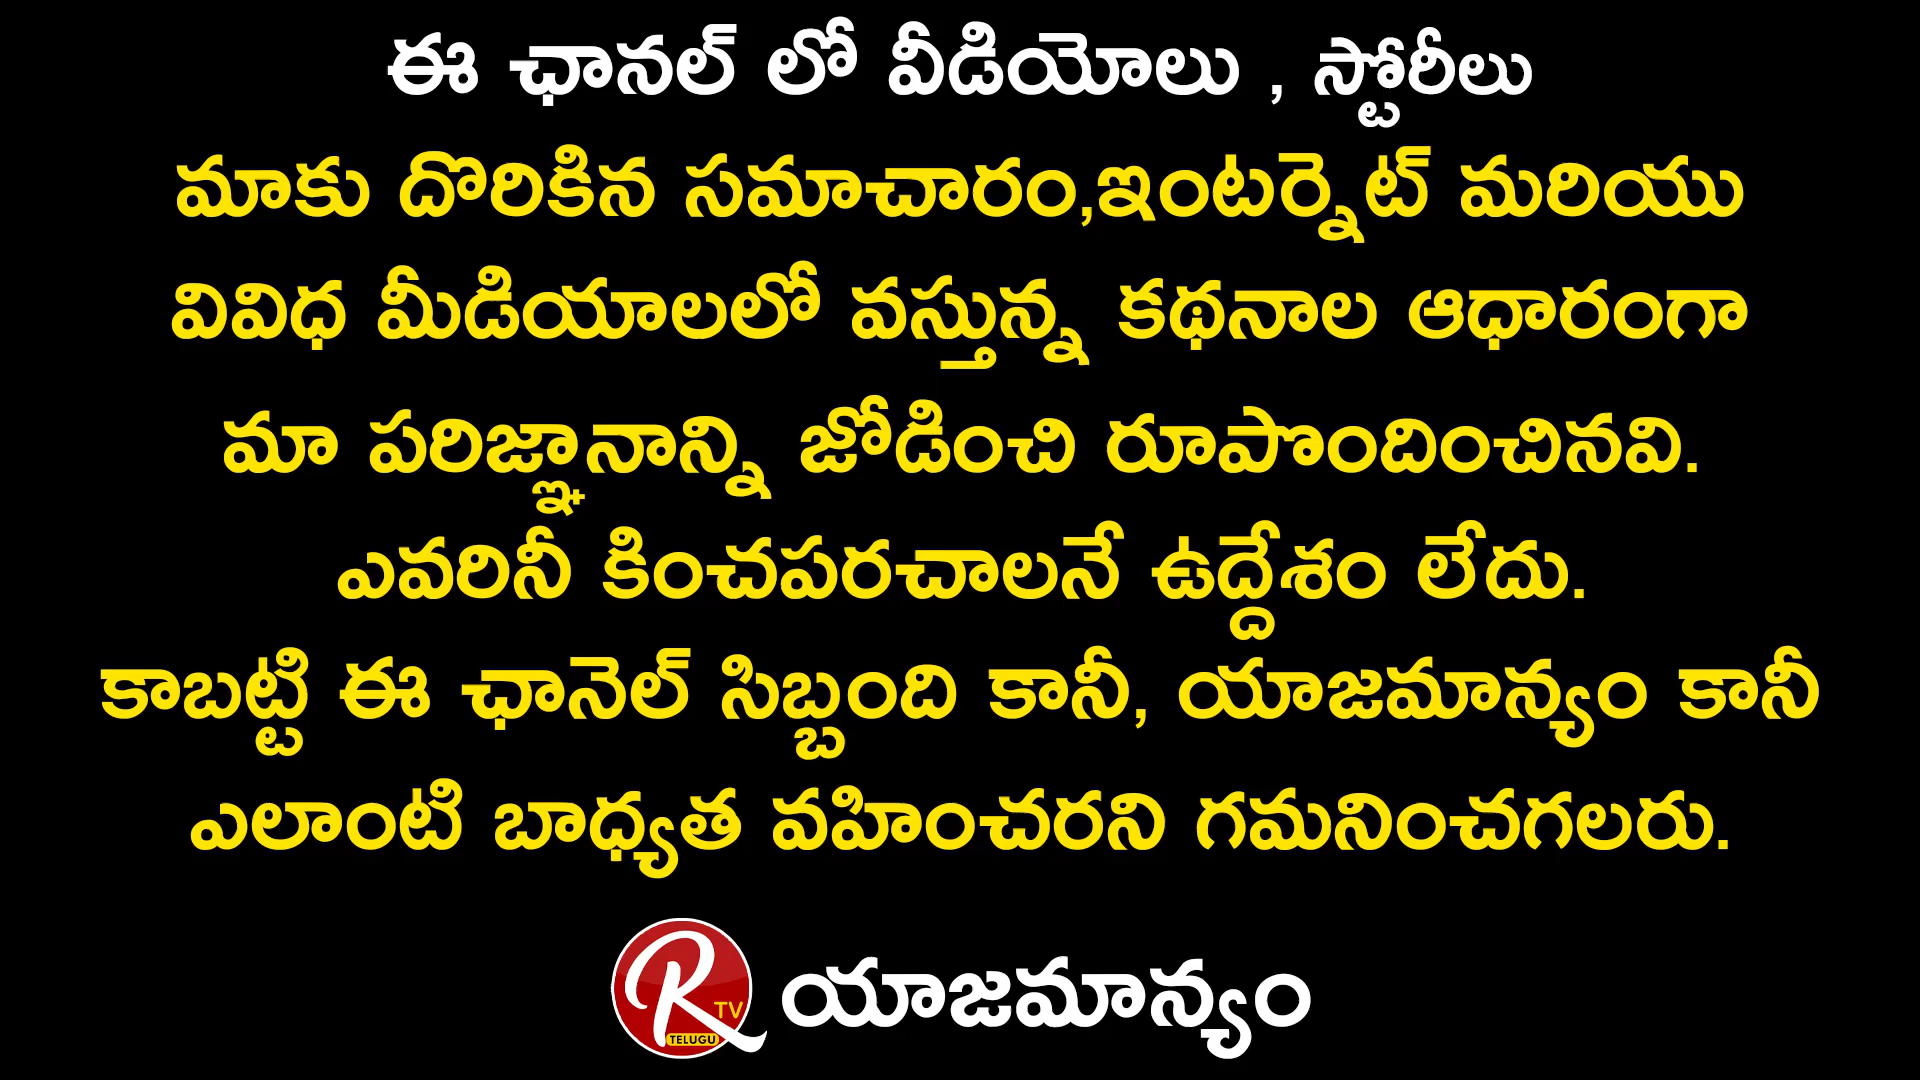 ఈ ఛానల్ లో వీడియోలు , స్టోరీలు
మాకు దొరికిన సమాచారం,ఇంటర్నెట్ మరియు
వివిధ మీడియాలలో వస్తున్న కథనాల ఆధారంగా
మా పరిజ్ఞానాన్ని జోడించి రూపొందించినవి.
ఎవరినీ కించపరచాలనే ఉద్దేశం లేదు.
కాబట్టి ఈ ఛానెల్ సిబ్బంది కానీ, యాజమాన్యం కానీ
ఎలాంటి బాధ్యత వహించరని గమనించగలరు.
R TV TELUGU యాజమాన్యం